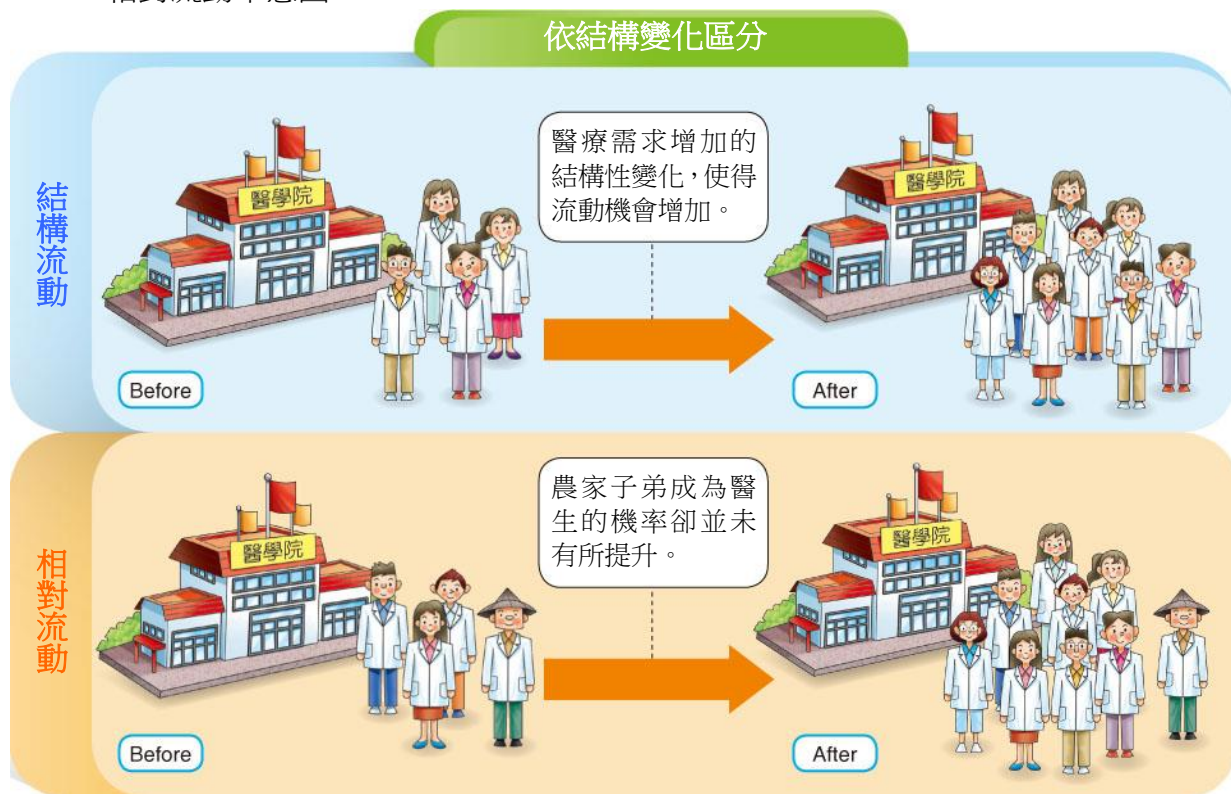 依結構變化區分
結構流動
醫學院
Before
醫療需求增加的
結構性變化，使得
流動機會增加。
醫學院
After
相對流動
醫學院
Before
農家子弟成為醫
生的機率卻並未
有所提升。
醫學院
After